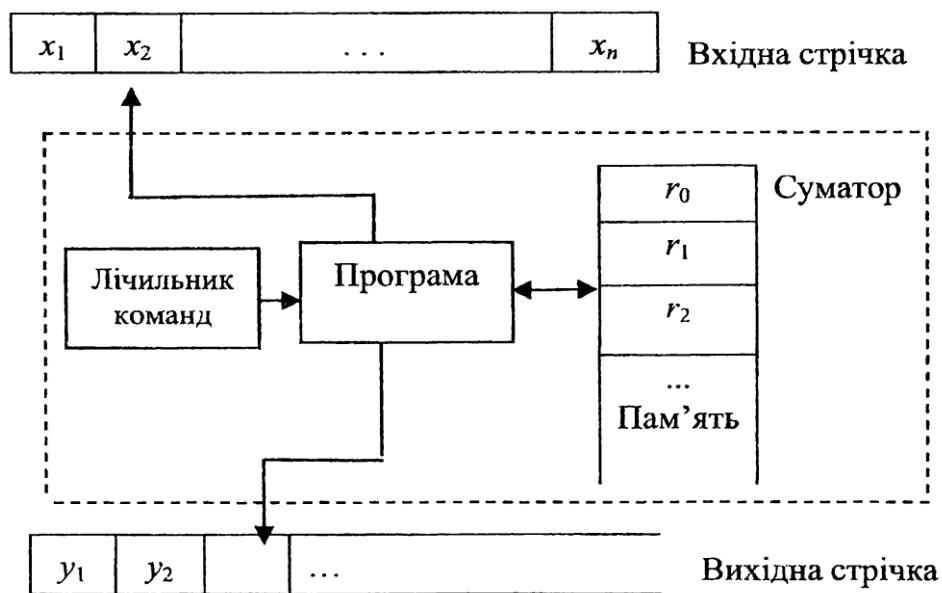 x₁ x₂ . . . xₙ Вхідна стрічка
r₀ Суматор
r₁
Лічильник команд
Програма
r₂
...
Пам’ять
y₁ y₂ ... Вихідна стрічка